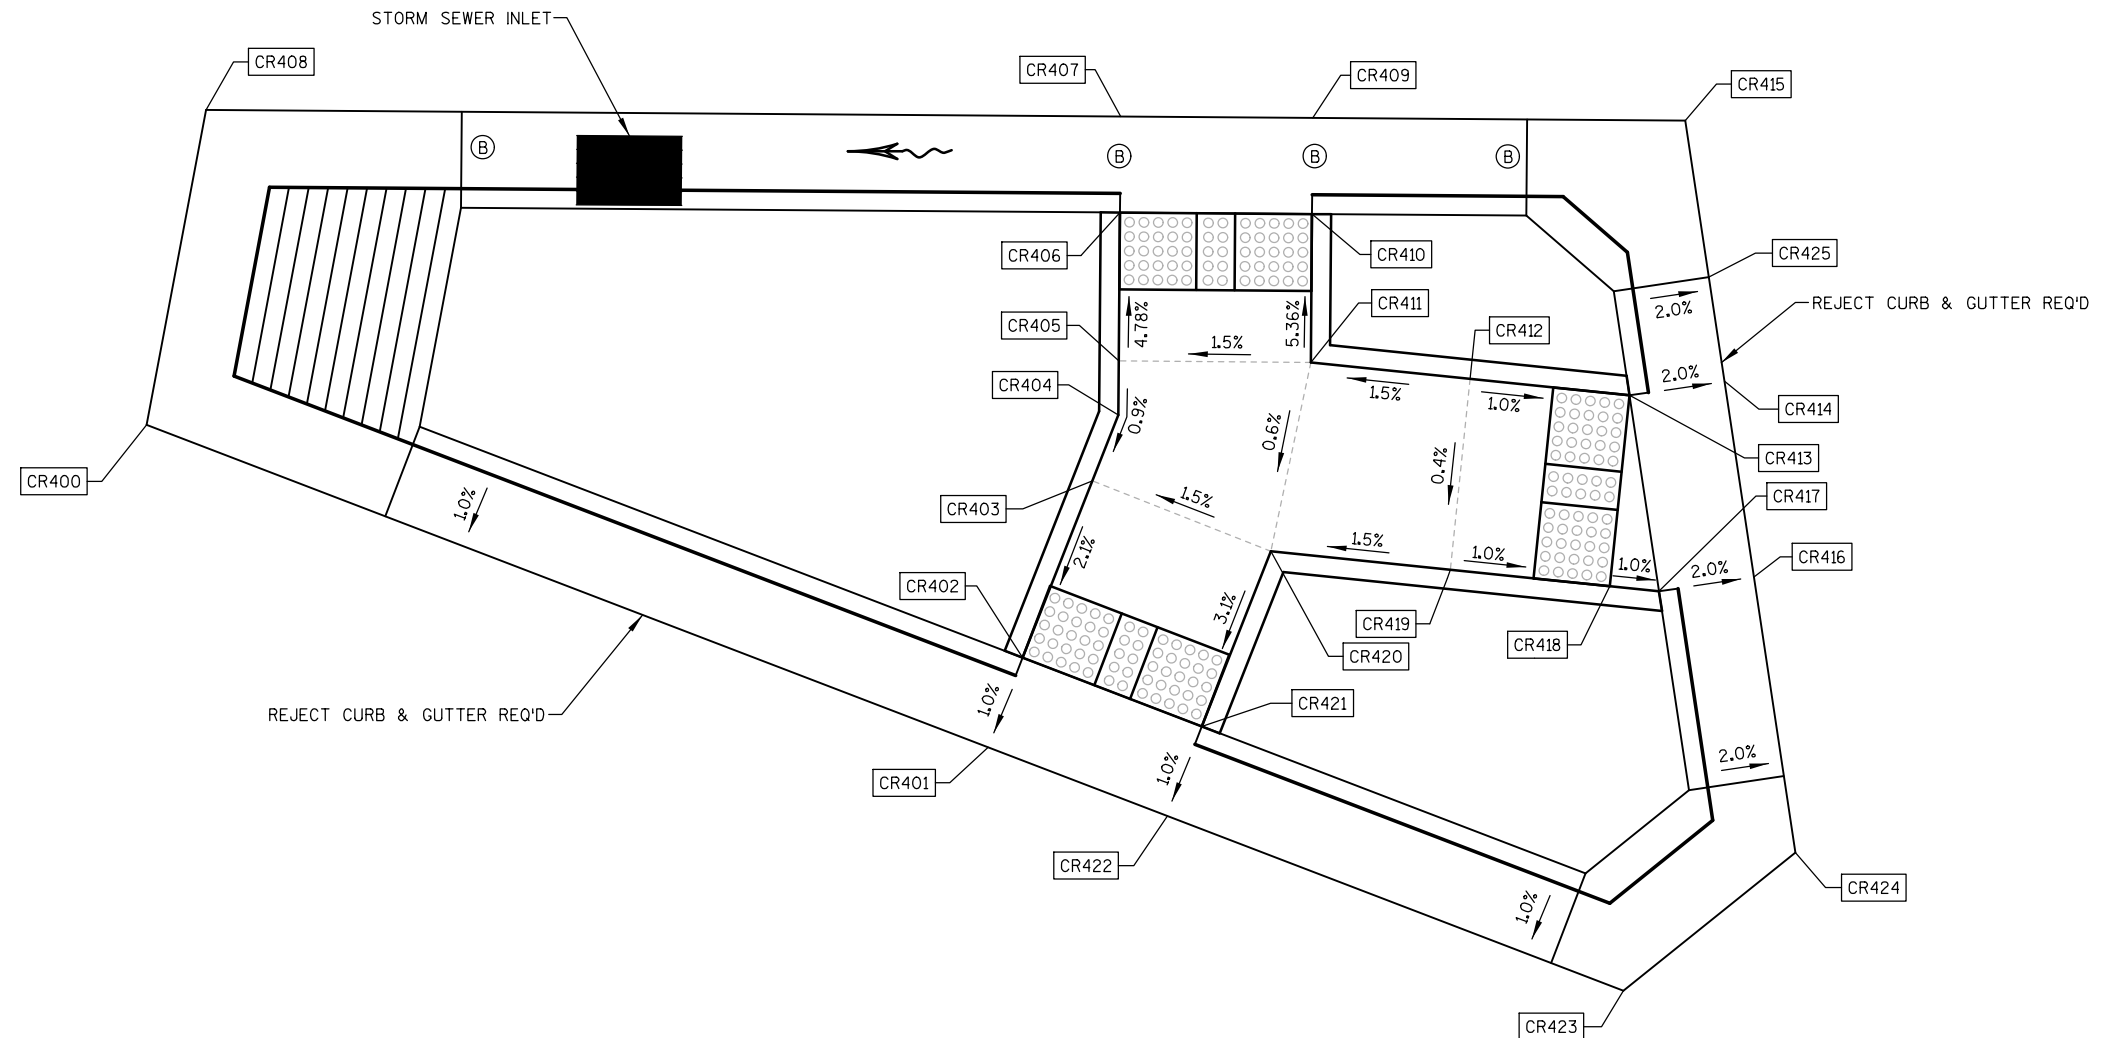 STORM SEWER INLET
CR408
CR407
CR409
CR415
B
B
B
B
CR406
CR410
CR425
REJECT CURB & GUTTER REQ'D
2.0%
CR405
4.78%
5.36%
CR411
CR412
1.5%
CR404
2.0%
CR414
0.9%
1.5%
1.0%
0.6%
0.4%
CR413
CR400
1.0%
CR403
1.5%
CR417
2.1%
1.5%
1.0%
1.0%
2.0%
CR416
CR402
3.1%
CR419
CR418
CR420
1.0%
CR421
REJECT CURB & GUTTER REQ'D
1.0%
2.0%
CR401
CR422
CR424
1.0%
CR423